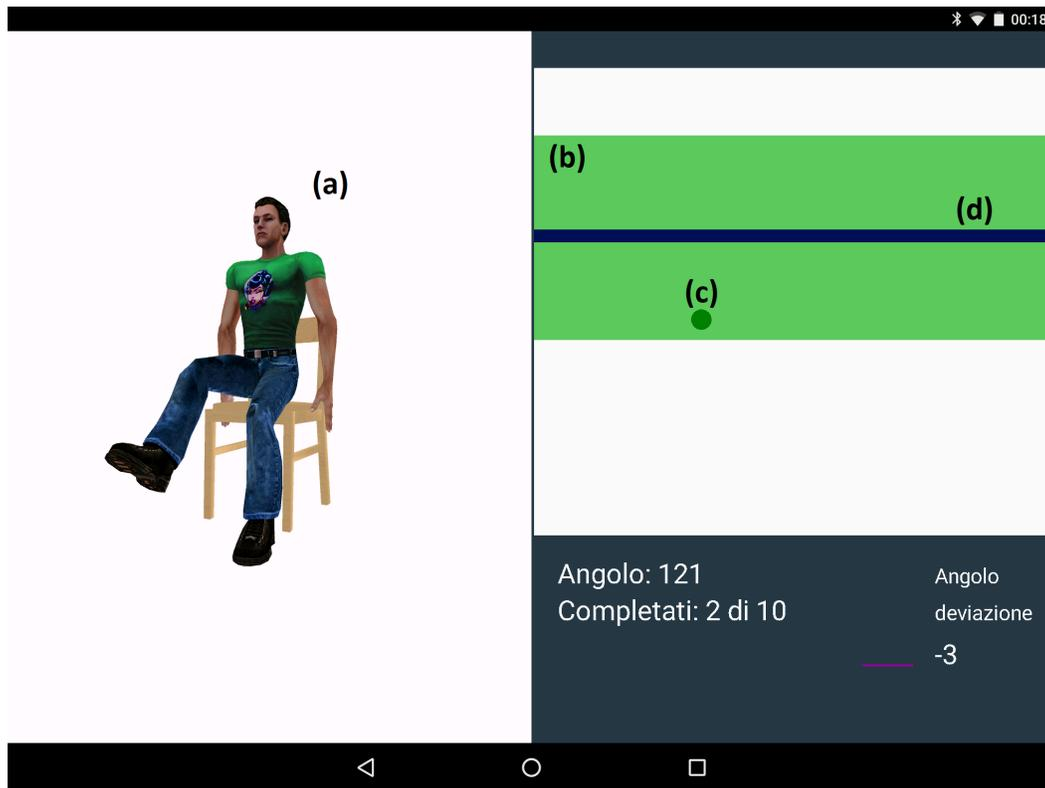 00:18
(a)
(b)
(d)
(c)
Angolo: 121
Completati: 2 di 10
Angolo
deviazione
-3